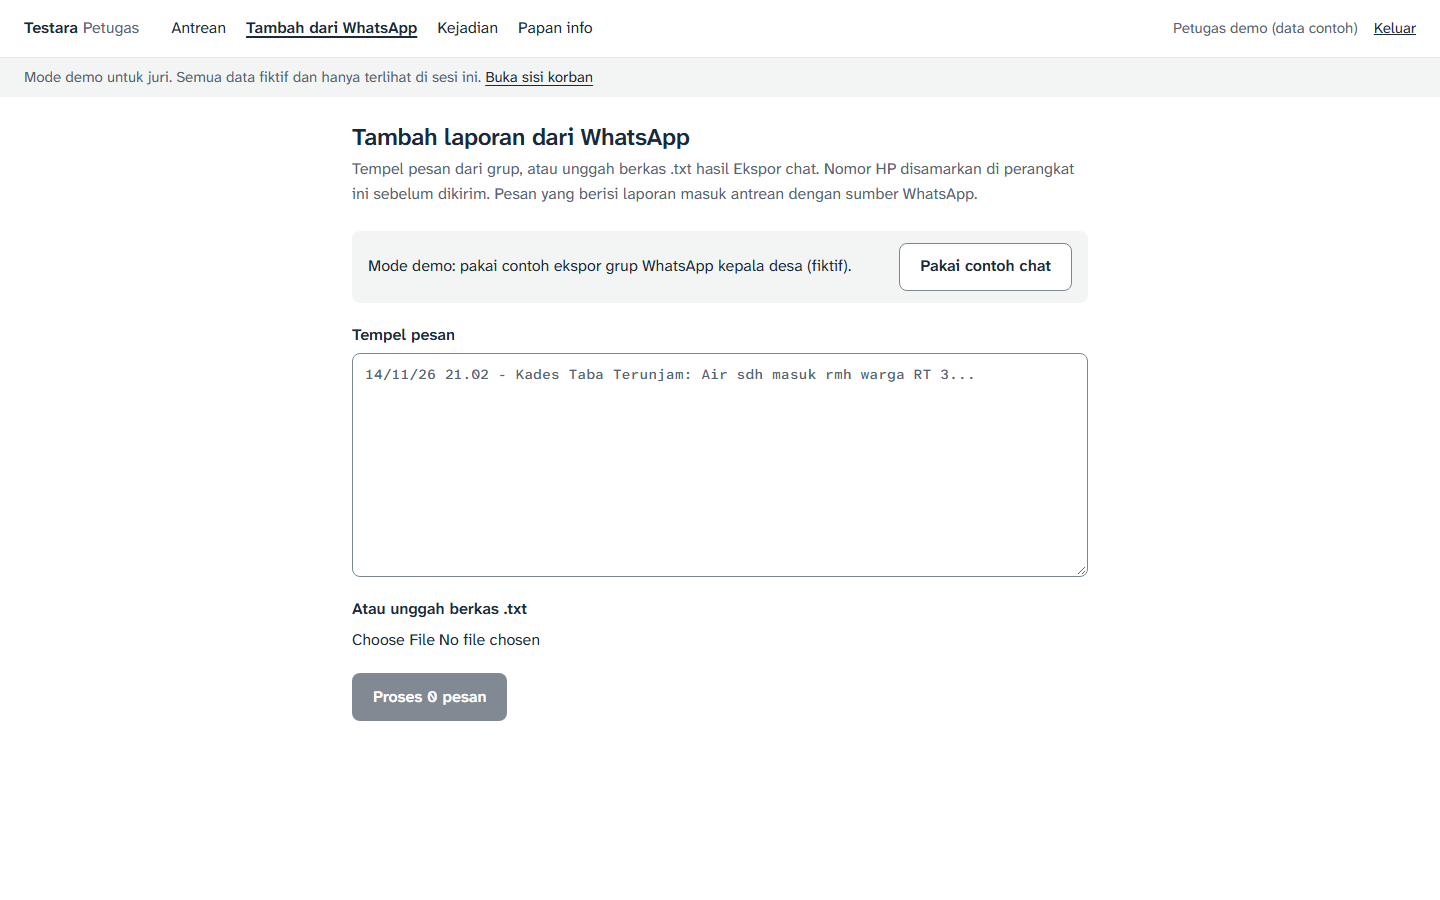 Testara Petugas Antrean Tambah dari WhatsApp Kejadian Papan info Petugas demo (data contoh) Keluar
Mode demo untuk juri. Semua data fiktif dan hanya terlihat di sesi ini. Buka sisi korban
Tambah laporan dari WhatsApp
Tempel pesan dari grup, atau unggah berkas .txt hasil Ekspor chat. Nomor HP disamarkan di perangkat
ini sebelum dikirim. Pesan yang berisi laporan masuk antrean dengan sumber WhatsApp.
Mode demo: pakai contoh ekspor grup WhatsApp kepala desa (fiktif). Pakai contoh chat
Tempel pesan
14/11/26 21.02 - Kades Taba Terunjam: Air sdh masuk rmh warga RT 3...
Atau unggah berkas .txt
Choose File No file chosen
Proses 0 pesan